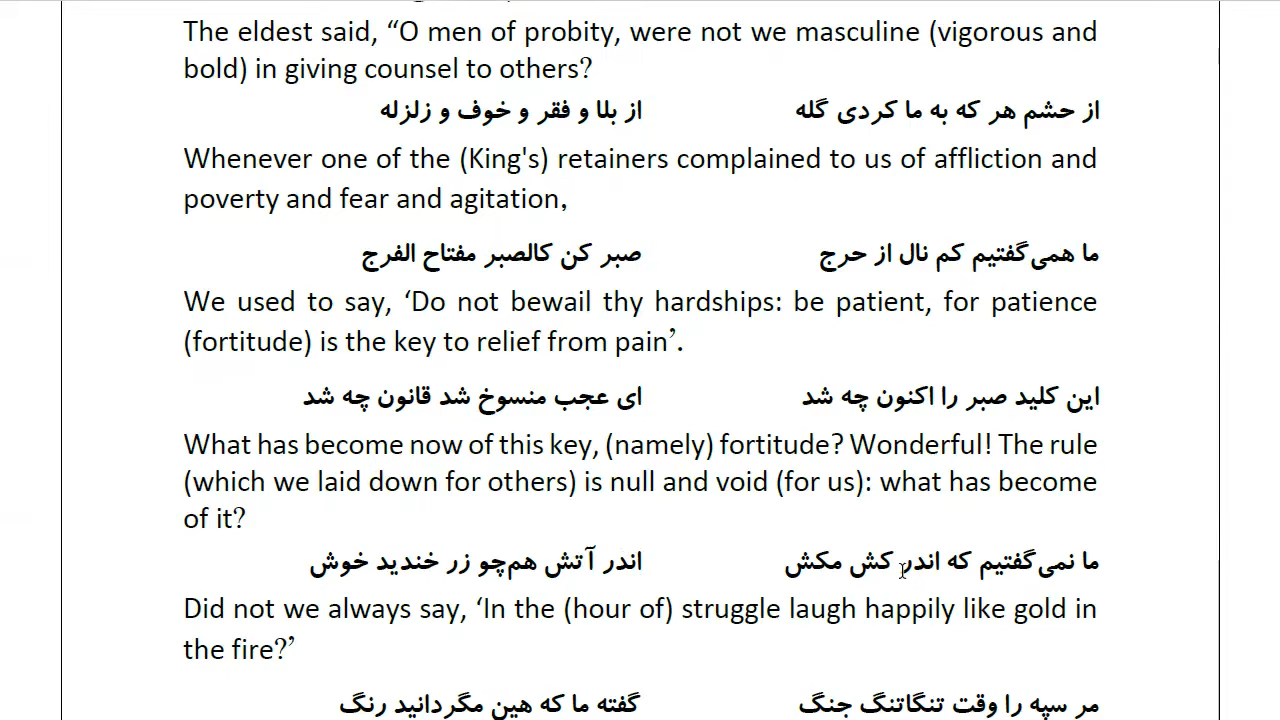 The eldest said, “O men of probity, were not we masculine (vigorous and
bold) in giving counsel to others?
از حشم هر که به ما کردی گله از بلا و فقر و خوف و زلزله
Whenever one of the (King's) retainers complained to us of affliction and
poverty and fear and agitation,
ما همی‌گفتیم کم نال از حرج صبر کن کالصبر مفتاح الفرج
We used to say, ‘Do not bewail thy hardships: be patient, for patience
(fortitude) is the key to relief from pain’.
این کلید صبر را اکنون چه شد ای عجب منسوخ شد قانون چه شد
What has become now of this key, (namely) fortitude? Wonderful! The rule
(which we laid down for others) is null and void (for us): what has become
of it?
ما نمی‌گفتیم که اندر کش مکش اندر آتش هم‌چو زر خندید خوش
Did not we always say, ‘In the (hour of) struggle laugh happily like gold in
the fire?’
مر سپه را وقت تنگاتنگ جنگ گفته ما که هین مگردانید رنگ